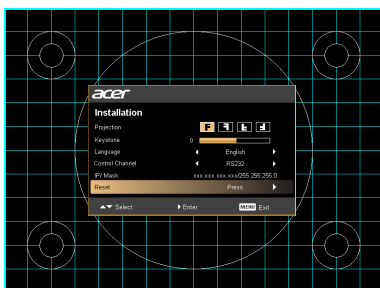 acer
Installation
Projection F F F F
Keystone 0
Language English
Control Channel RS232
IP/ Mask xxx.xxx.xxx.xxx/255.255.255.0
Reset Press
Select Enter MENU Exit